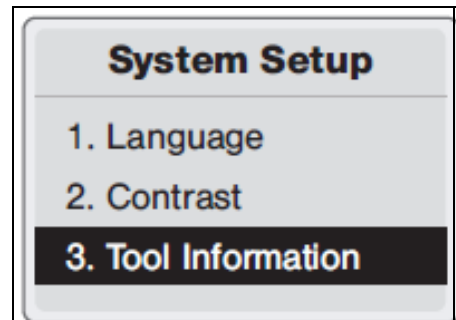 System Setup
1. Language
2. Contrast
3. Tool Information